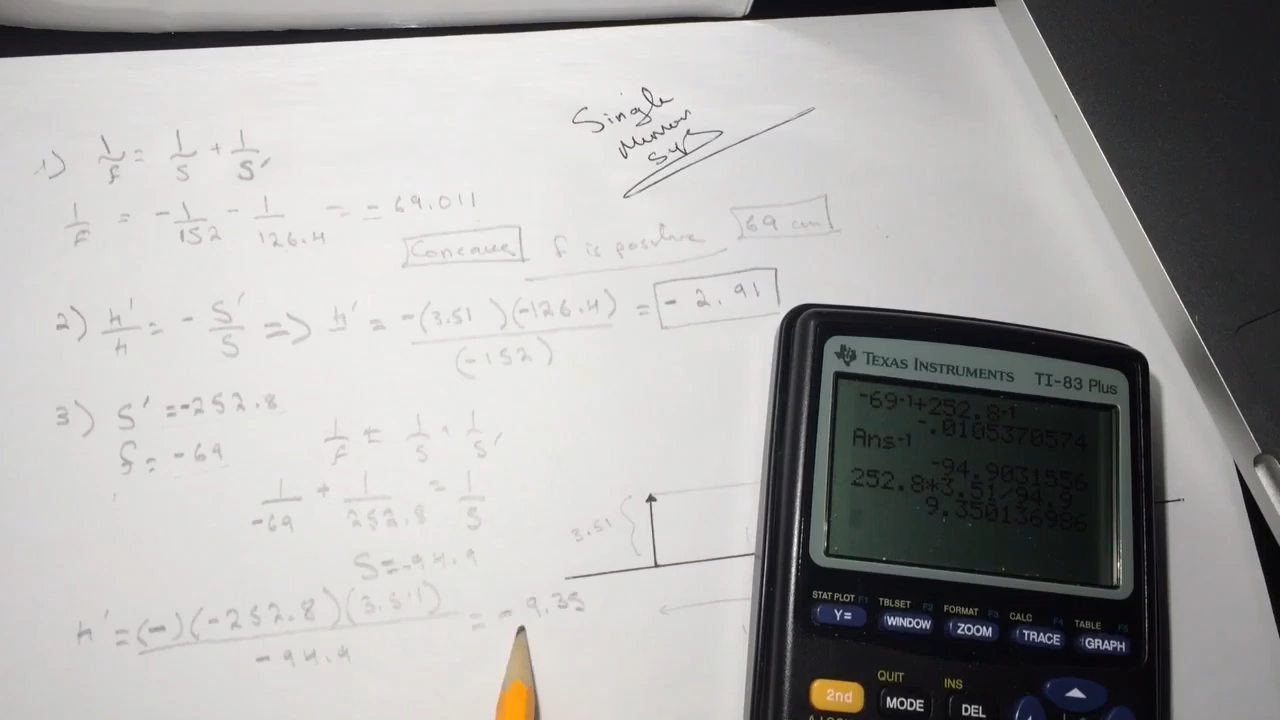 Single
Mirror
Sys
1) 1/f = 1/S + 1/S'
1/f = -1/152 - 1/126.4 = -69.011
Concave f is positive 69 cm
2) h'/h = - S'/S => h' = -(3.51)(-126.4)/(-152) = -2.91
3) S' = -252.8
f = -69
1/f = 1/S + 1/S'
1/-69 + 1/252.8 = 1/S
S = -94.9
h' = (-)(-252.8)(3.51)/-94.9 = -9.35
3.51
TEXAS INSTRUMENTS TI-83 Plus
-69-1+252.8-1
-.0105370574
Ans-1
-94.9031556
252.8*3.51/94.9
9.350136986
STAT PLOT F1 TBLSET F2 FORMAT F3 CALC F4 TABLE F5
Y= WINDOW ZOOM TRACE GRAPH
QUIT INS
2nd MODE DEL